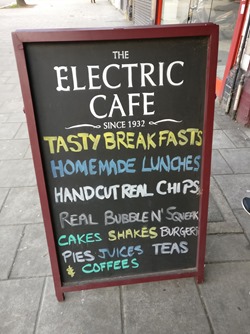 THE
ELECTRIC
CAFE
SINCE 1932
TASTY BREAKFASTS
HOMEMADE LUNCHES
HANDCUT REAL CHIPS
REAL BUBBLE N' SQUEAK
CAKES SHAKES BURGERS
PIES JUICES TEAS
& COFFEES